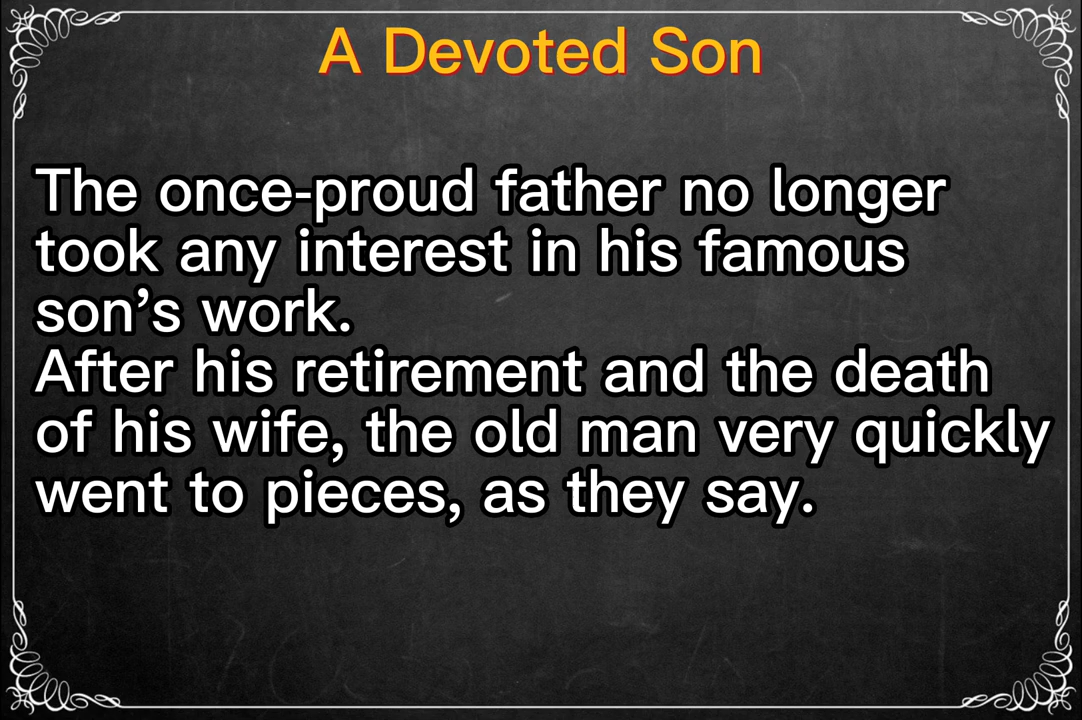 A Devoted Son
The once-proud father no longer
took any interest in his famous
son’s work.
After his retirement and the death
of his wife, the old man very quickly
went to pieces, as they say.